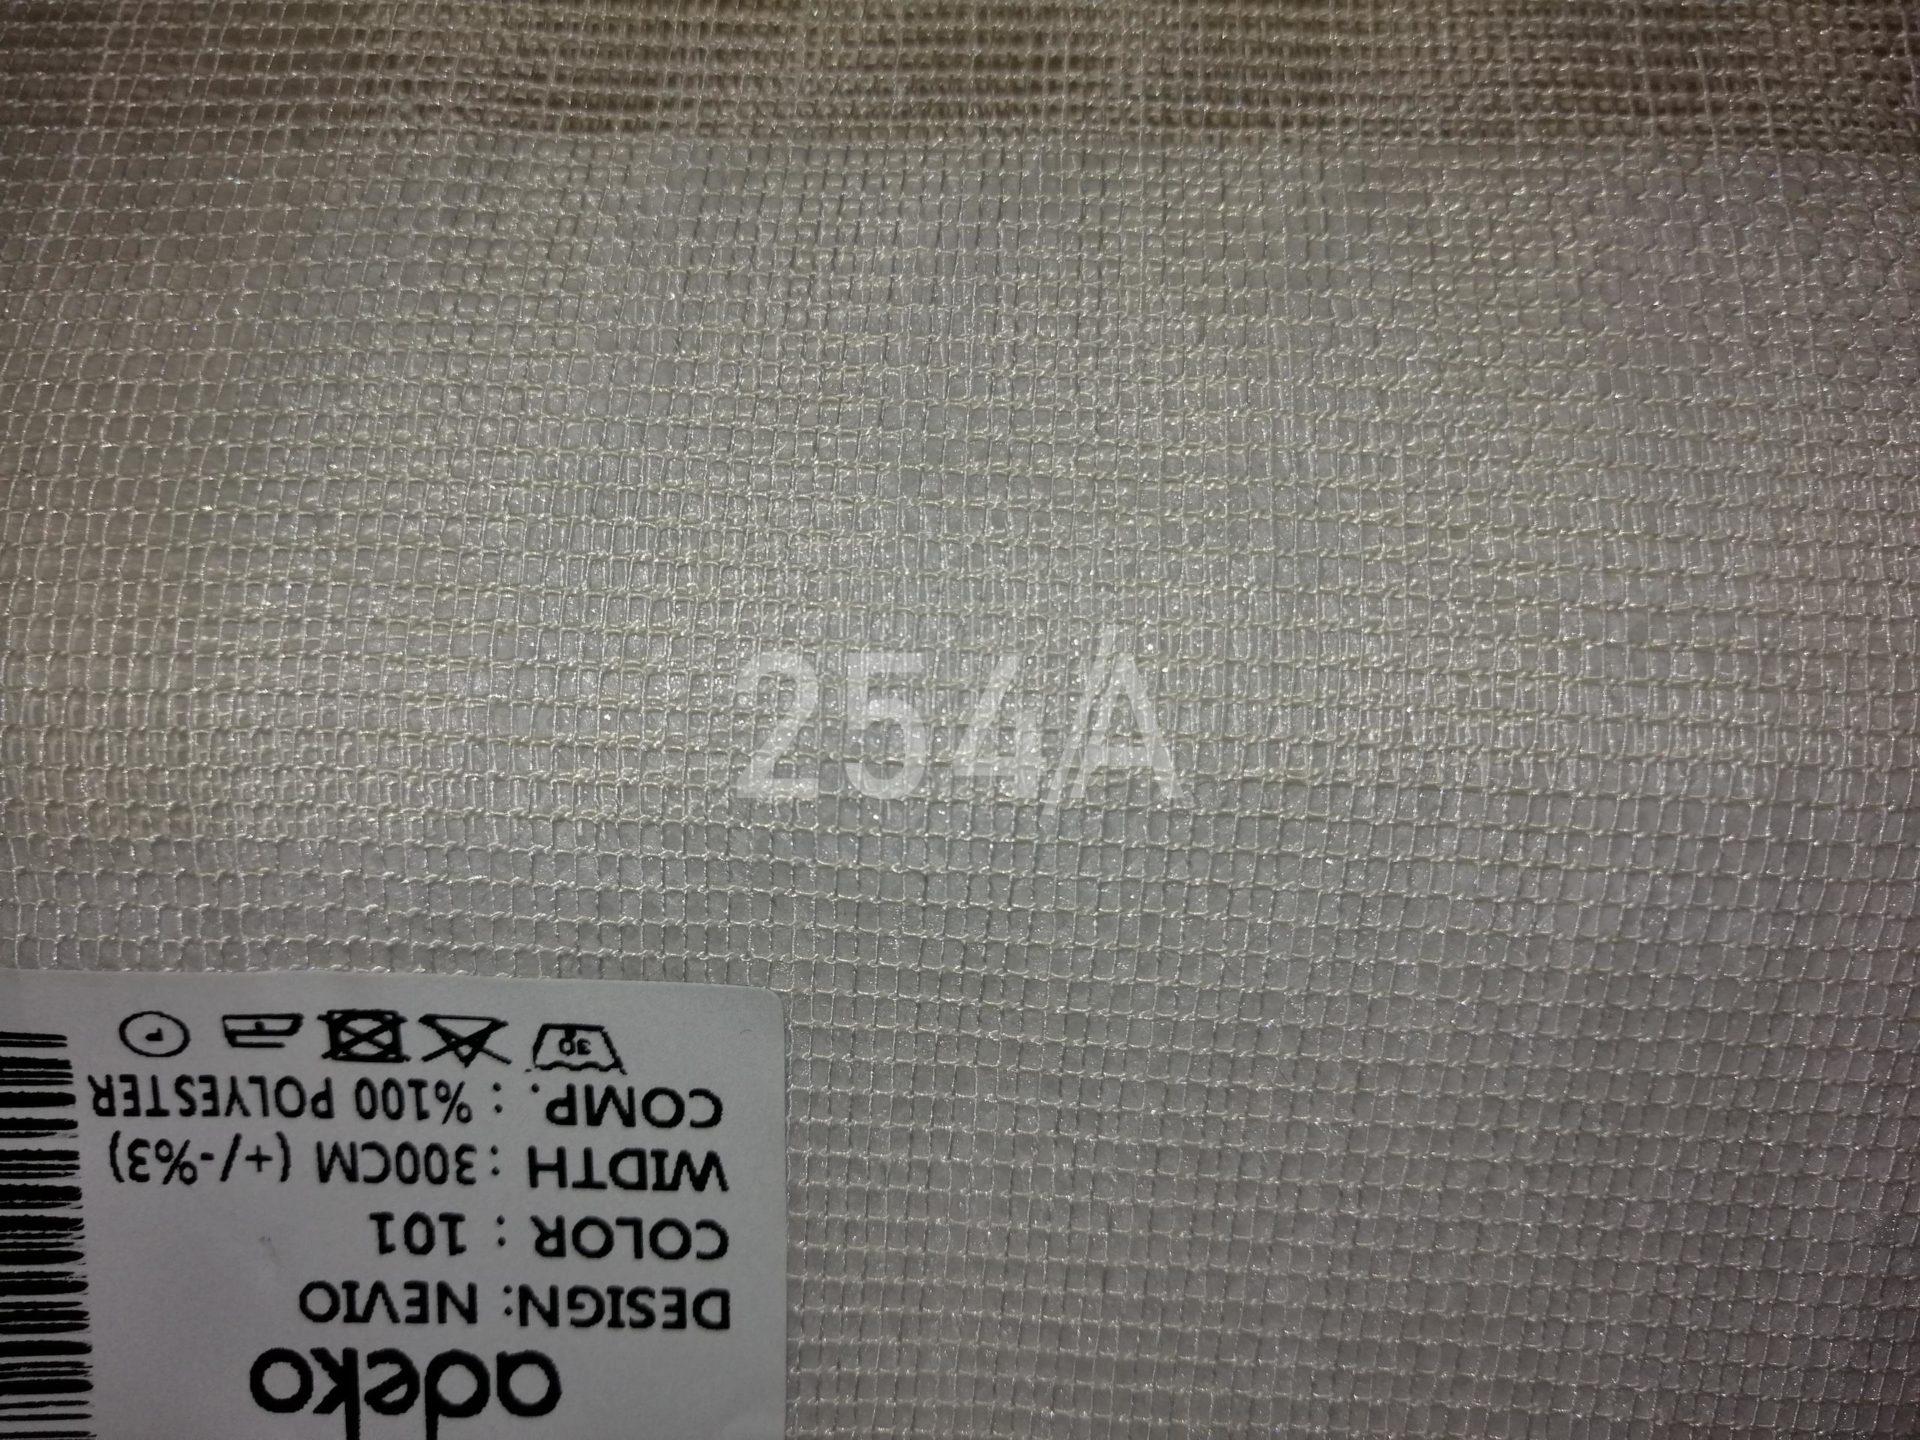 254/A
adeko
DESIGN: NEVIO
COLOR : 101
WIDTH : 300CM (+/-%3)
COMP. : %100 POLYESTER
30
P